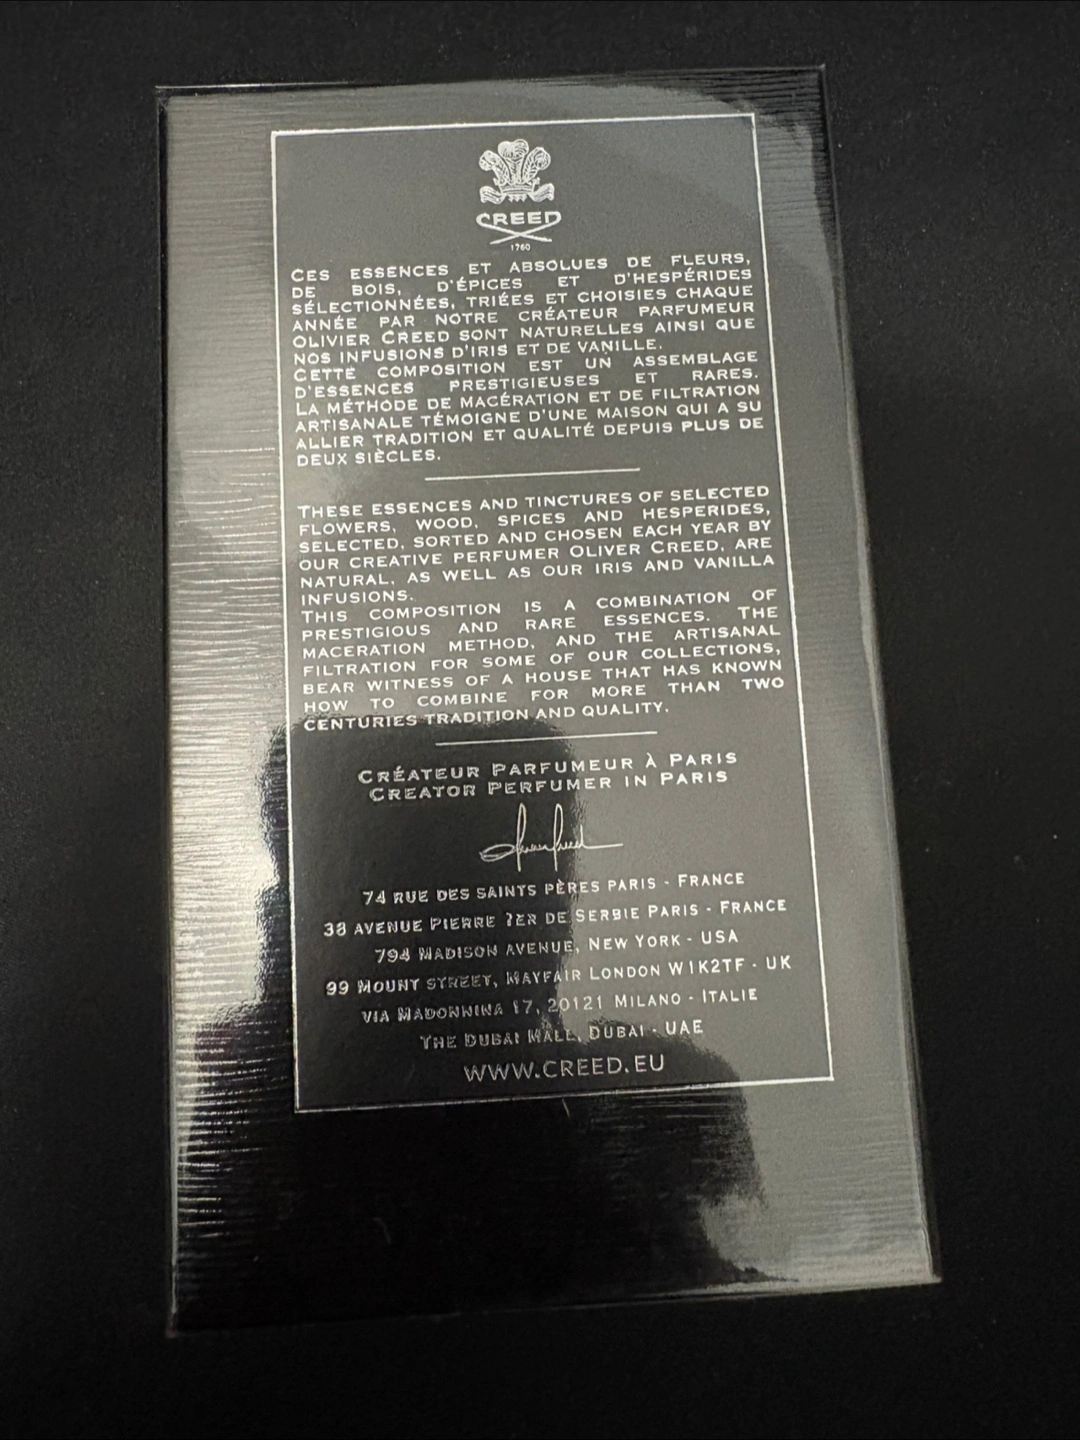 CREED
1760
CES ESSENCES ET ABSOLUES DE FLEURS,
DE BOIS, D'ÉPICES ET D'HESPÉRIDES
SÉLECTIONNÉES, TRIÉES ET CHOISIES CHAQUE
ANNÉE PAR NOTRE CRÉATEUR PARFUMEUR
OLIVIER CREED SONT NATURELLES AINSI QUE
NOS INFUSIONS D'IRIS ET DE VANILLE.
CETTE COMPOSITION EST UN ASSEMBLAGE
D'ESSENCES PRESTIGIEUSES ET RARES.
LA MÉTHODE DE MACÉRATION ET DE FILTRATION
ARTISANALE TÉMOIGNE D'UNE MAISON QUI A SU
ALLIER TRADITION ET QUALITÉ DEPUIS PLUS DE
DEUX SIÈCLES.
THESE ESSENCES AND TINCTURES OF SELECTED
FLOWERS, WOOD, SPICES AND HESPERIDES,
SELECTED, SORTED AND CHOSEN EACH YEAR BY
OUR CREATIVE PERFUMER OLIVER CREED, ARE
NATURAL, AS WELL AS OUR IRIS AND VANILLA
INFUSIONS.
THIS COMPOSITION IS A COMBINATION OF
PRESTIGIOUS AND RARE ESSENCES. THE
MACERATION METHOD, AND THE ARTISANAL
FILTRATION FOR SOME OF OUR COLLECTIONS,
BEAR WITNESS OF A HOUSE THAT HAS KNOWN
HOW TO COMBINE FOR MORE THAN TWO
CENTURIES TRADITION AND QUALITY.
CRÉATEUR PARFUMEUR À PARIS
CREATOR PERFUMER IN PARIS
74 RUE DES SAINTS PÈRES PARIS - FRANCE
38 AVENUE PIERRE 1ER DE SERBIE PARIS - FRANCE
794 MADISON AVENUE, NEW YORK - USA
99 MOUNT STREET, MAYFAIR LONDON W1K2TF - UK
VIA MADONNINA 17, 20121 MILANO - ITALIE
THE DUBAI MALL, DUBAI - UAE
WWW.CREED.EU